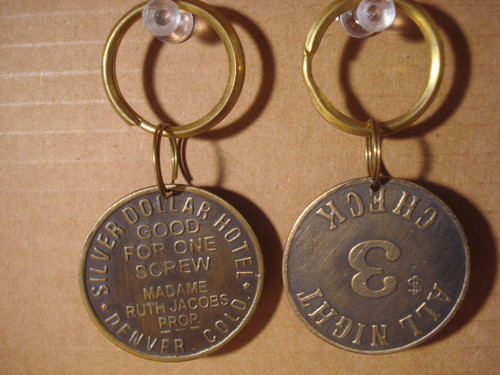 SILVER DOLLAR HOTEL
GOOD
FOR ONE
SCREW
MADAME
RUTH JACOBS
PROP.
DENVER, COLO.
ALL NIGHT
$3
CHECK